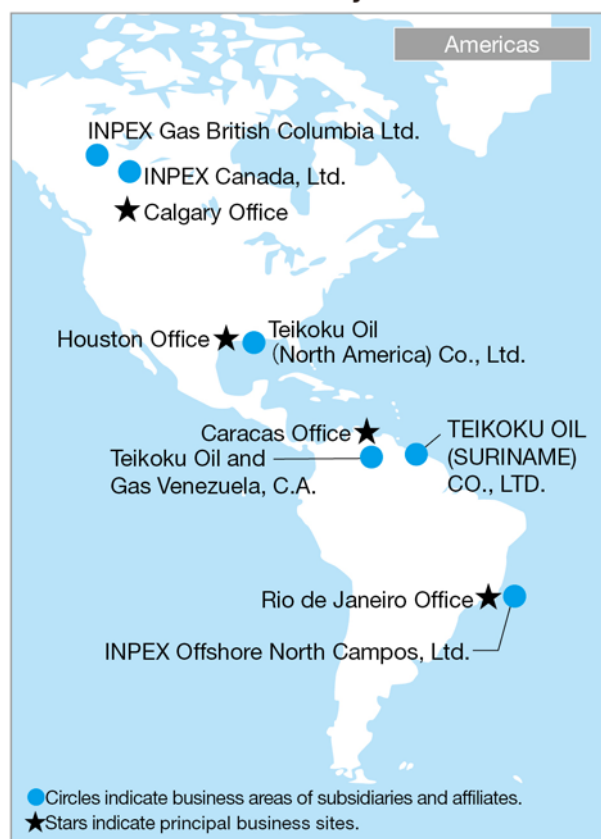 Americas
INPEX Gas British Columbia Ltd.
INPEX Canada, Ltd.
Calgary Office
Houston Office
Teikoku Oil
(North America) Co., Ltd.
Caracas Office
Teikoku Oil and
Gas Venezuela, C.A.
TEIKOKU OIL
(SURINAME)
CO., LTD.
Rio de Janeiro Office
INPEX Offshore North Campos, Ltd.
Circles indicate business areas of subsidiaries and affiliates.
Stars indicate principal business sites.